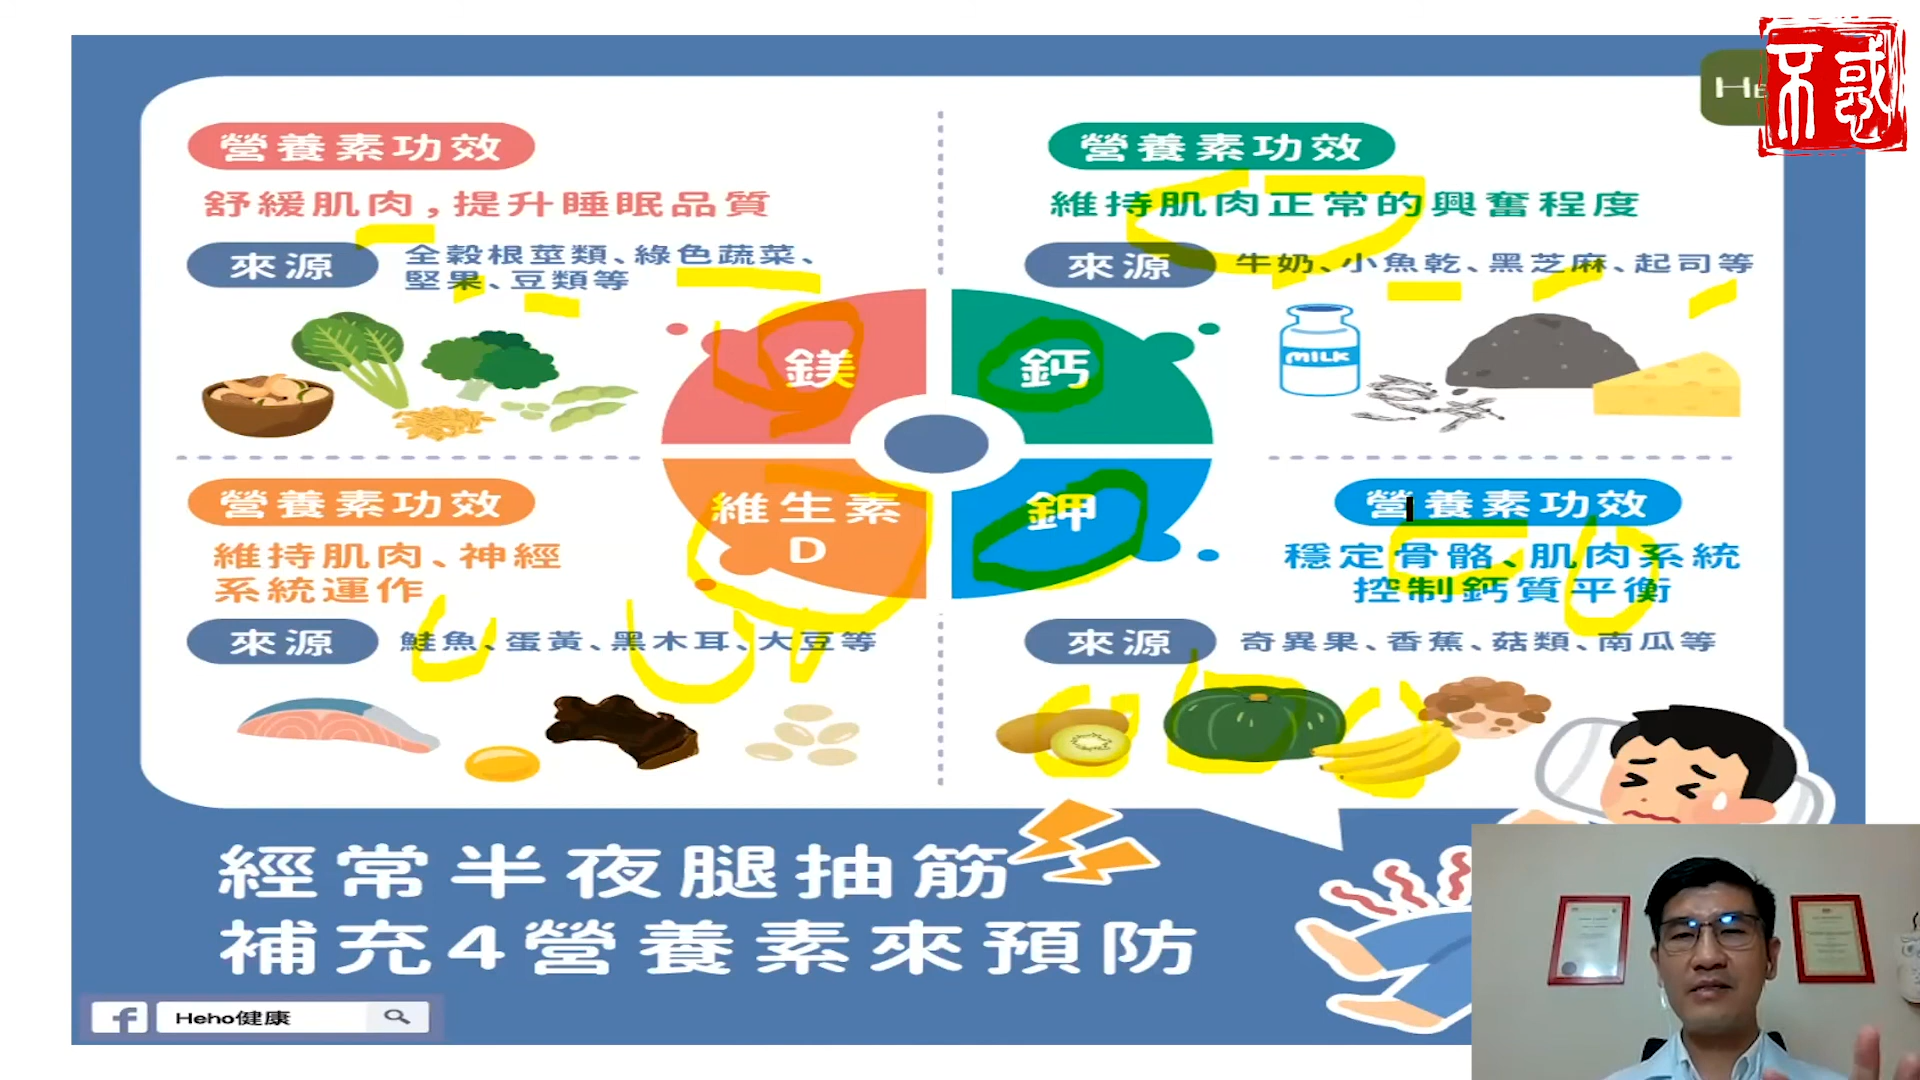 營養素功效
舒緩肌肉,提升睡眠品質
來源
全穀根莖類、綠色蔬菜、
堅果、豆類等
鎂
營養素功效
維持肌肉正常的興奮程度
來源
牛奶、小魚乾、黑芝麻、起司等
MILK
鈣
營養素功效
維持肌肉、神經
系統運作
來源
鮭魚、蛋黃、黑木耳、大豆等
維生素
D
營養素功效
穩定骨骼、肌肉系統
控制鈣質平衡
來源
奇異果、香蕉、菇類、南瓜等
鉀
經常半夜腿抽筋
補充4營養素來預防
Heho健康
不惑